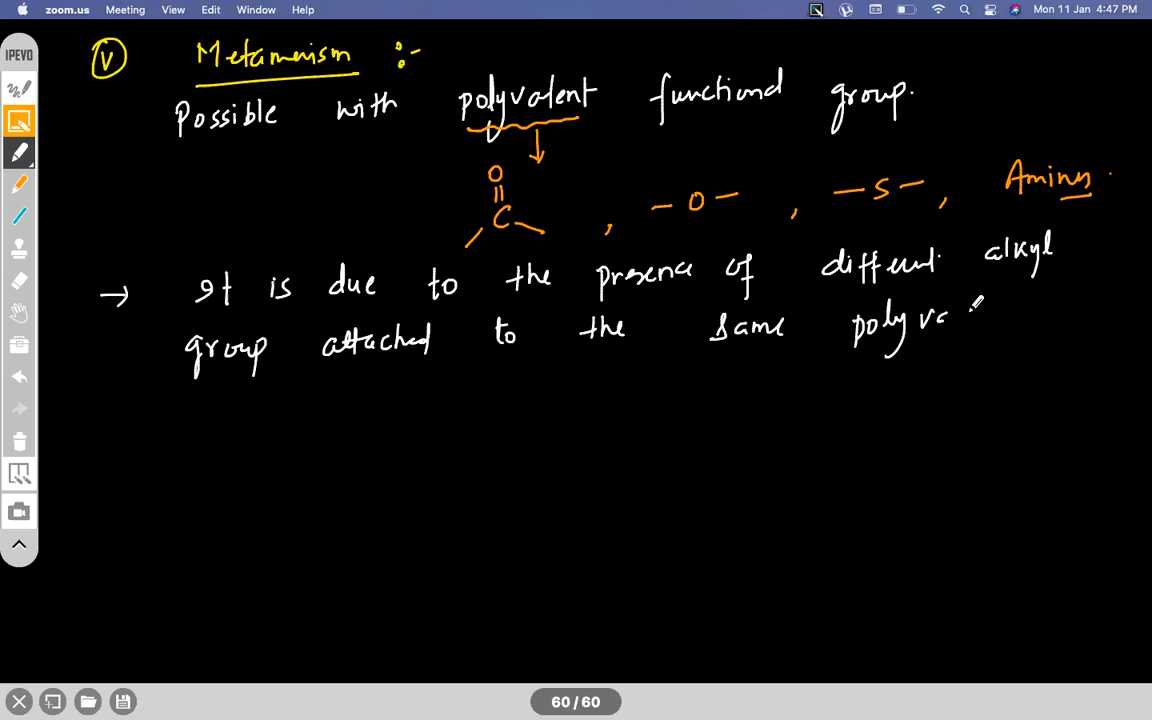 zoom.us Meeting View Edit Window Help Mon 11 Jan 4:47 PM
IPEVO
(v) Metamerism :-
Possible with polyvalent functional group.
O
|| 
C , -O- , -S- , Amines.
→ It is due to the presence of different alkyl
group attached to the same polyva
60/60